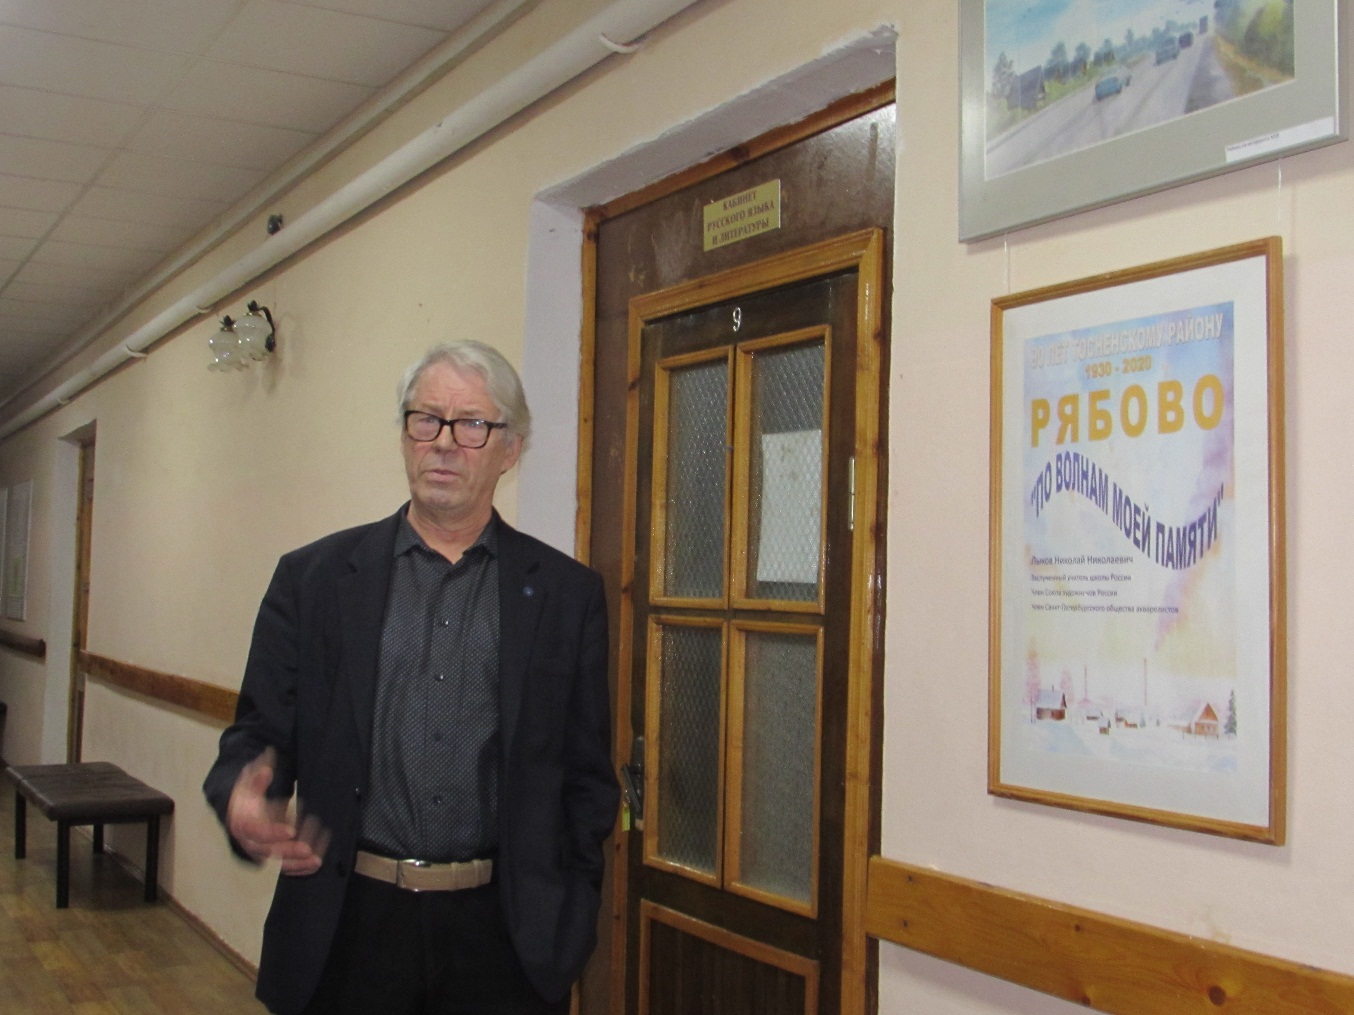 КАБИНЕТ
РУССКОГО ЯЗЫКА
И ЛИТЕРАТУРЫ
9
90 ЛЕТ ТОСНЕНСКОМУ РАЙОНУ
1930 - 2020
РЯБОВО
"ПО ВОЛНАМ МОЕЙ ПАМЯТИ"
Лыков Николай Николаевич
Заслуженный учитель школы России
Член Союза художников России
Член Санкт-Петербургского общества акварелистов